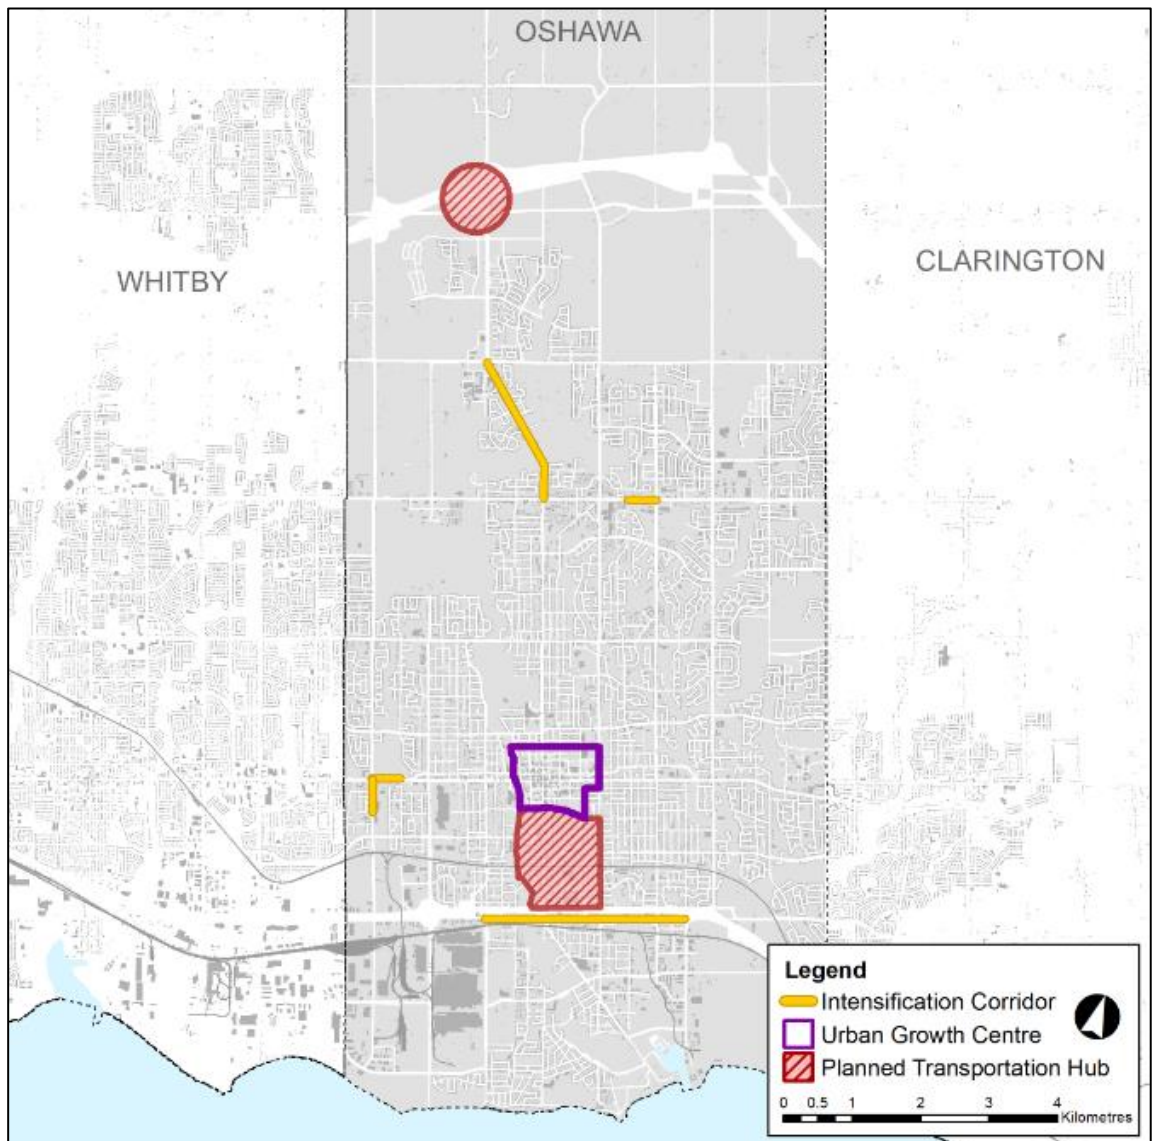 OSHAWA
WHITBY
CLARINGTON
Legend
Intensification Corridor
Urban Growth Centre
Planned Transportation Hub
0 0.5 1 2 3 4
Kilometres